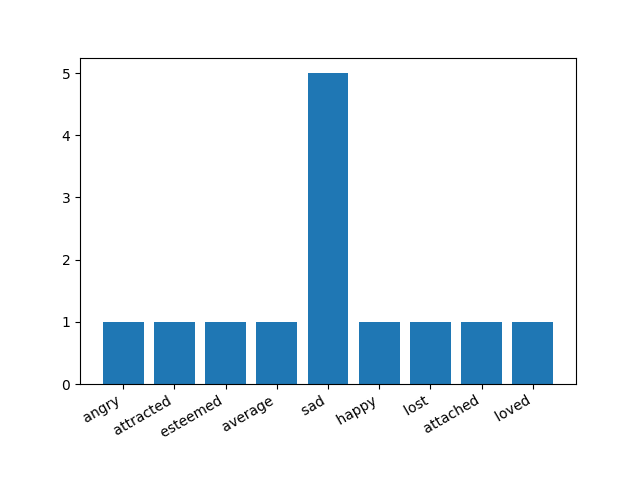 5
4
3
2
1
0
angry
attracted
esteemed
average
sad
happy
lost
attached
loved